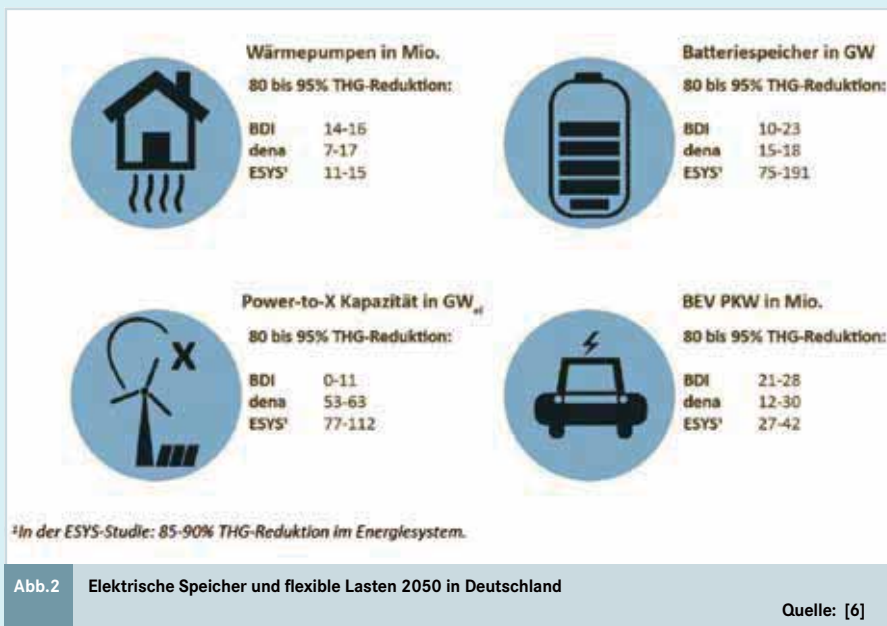 Wärmepumpen in Mio.
80 bis 95% THG-Reduktion:
BDI 14-16
dena 7-17
ESYS¹ 11-15
Batteriespeicher in GW
80 bis 95% THG-Reduktion:
BDI 10-23
dena 15-18
ESYS¹ 75-191
Power-to-X Kapazität in GWel
80 bis 95% THG-Reduktion:
X
BDI 0-11
dena 53-63
ESYS¹ 77-112
BEV PKW in Mio.
80 bis 95% THG-Reduktion:
BDI 21-28
dena 12-30
ESYS¹ 27-42
¹In der ESYS-Studie: 85-90% THG-Reduktion im Energiesystem.
Abb.2 Elektrische Speicher und flexible Lasten 2050 in Deutschland
Quelle: [6]